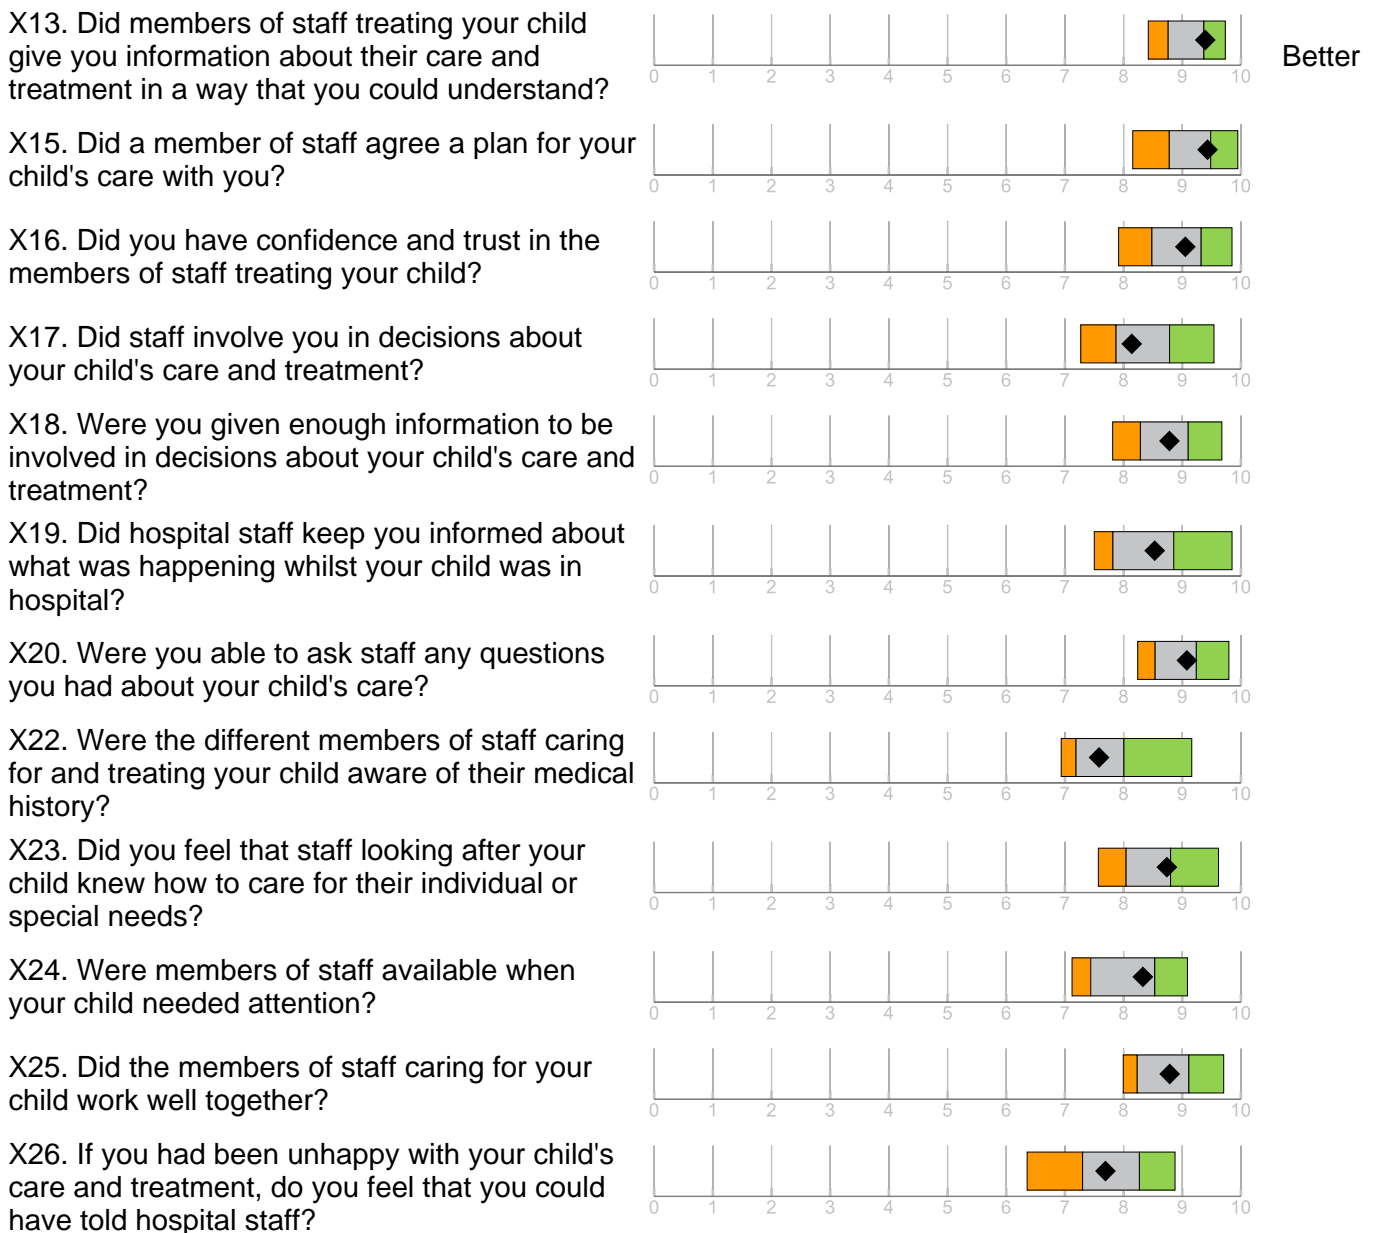 X13. Did members of staff treating your child
give you information about their care and
treatment in a way that you could understand?
0 1 2 3 4 5 6 7 8 9 10
Better
X15. Did a member of staff agree a plan for your
child's care with you?
0 1 2 3 4 5 6 7 8 9 10
X16. Did you have confidence and trust in the
members of staff treating your child?
0 1 2 3 4 5 6 7 8 9 10
X17. Did staff involve you in decisions about
your child's care and treatment?
0 1 2 3 4 5 6 7 8 9 10
X18. Were you given enough information to be
involved in decisions about your child's care and
treatment?
0 1 2 3 4 5 6 7 8 9 10
X19. Did hospital staff keep you informed about
what was happening whilst your child was in
hospital?
0 1 2 3 4 5 6 7 8 9 10
X20. Were you able to ask staff any questions
you had about your child's care?
0 1 2 3 4 5 6 7 8 9 10
X22. Were the different members of staff caring
for and treating your child aware of their medical
history?
0 1 2 3 4 5 6 7 8 9 10
X23. Did you feel that staff looking after your
child knew how to care for their individual or
special needs?
0 1 2 3 4 5 6 7 8 9 10
X24. Were members of staff available when
your child needed attention?
0 1 2 3 4 5 6 7 8 9 10
X25. Did the members of staff caring for your
child work well together?
0 1 2 3 4 5 6 7 8 9 10
X26. If you had been unhappy with your child's
care and treatment, do you feel that you could
have told hospital staff?
0 1 2 3 4 5 6 7 8 9 10